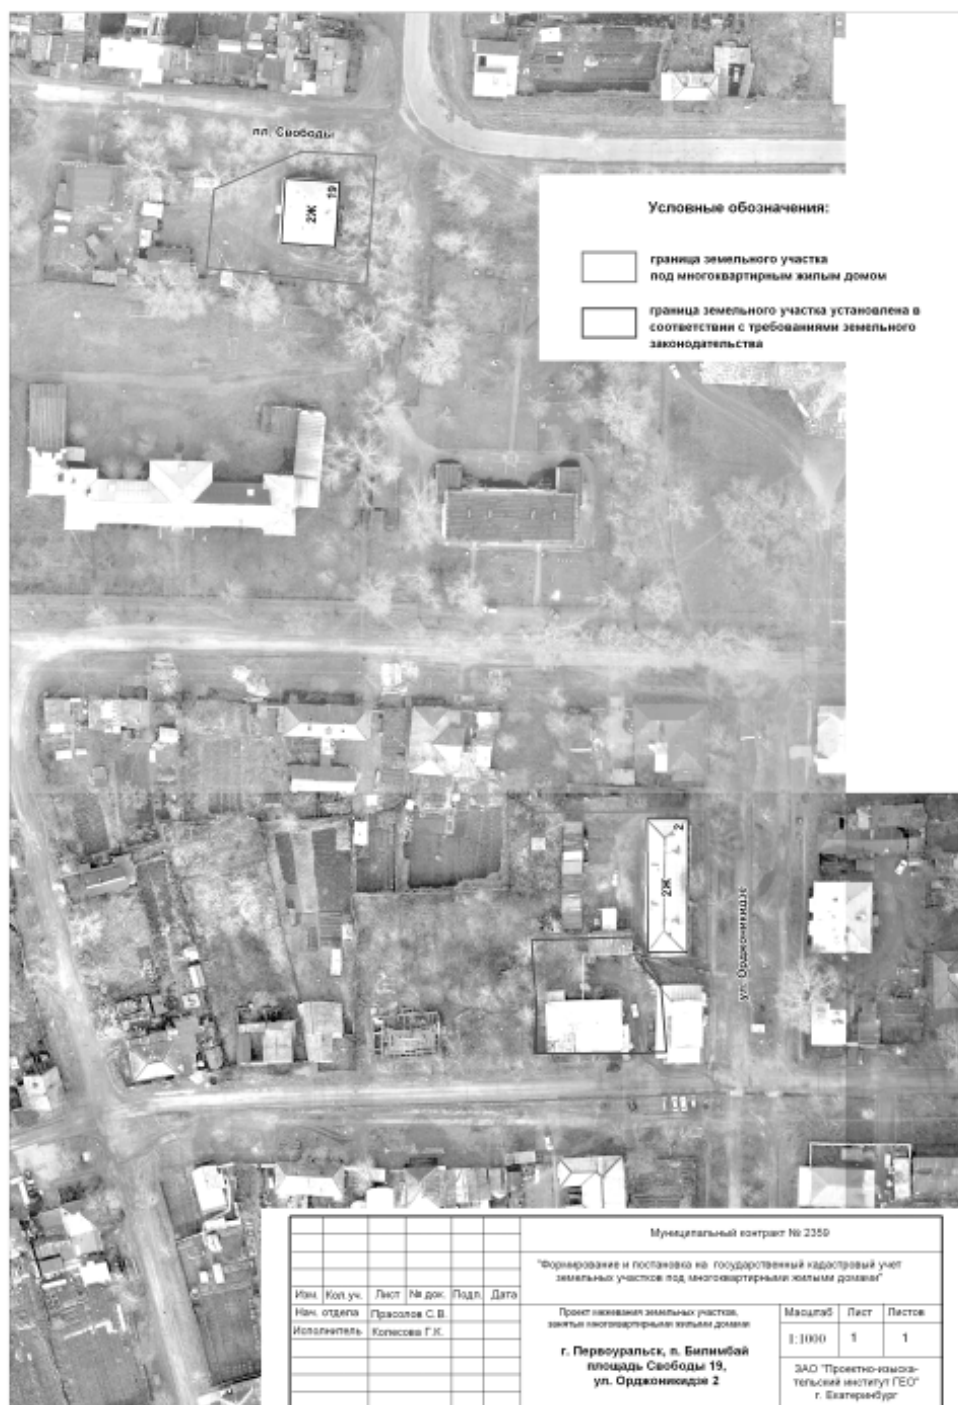 пл. Свободы
19
2Ж
Условные обозначения:
граница земельного участка
под многоквартирным жилым домом
граница земельного участка установлена в
соответствии с требованиями земельного
законодательства
2
2Ж
ул. Орджоникидзе
Муниципальный контракт № 2359
"Формирование и постановка на государственный кадастровый учет
земельных участков под многоквартирными жилыми домами"
Изм. Кол.уч. Лист № док. Подп. Дата
Нач. отдела Прасолов С.В.
Исполнитель Колесова Г.К.
Проект межевания земельных участков,
занятых многоквартирными жилыми домами
г. Первоуральск, п. Билимбай
площадь Свободы 19,
ул. Орджоникидзе 2
Масштаб Лист Листов
1:1000 1 1
ЗАО "Проектно-изыска-
тельский институт ГЕО"
г. Екатеринбург